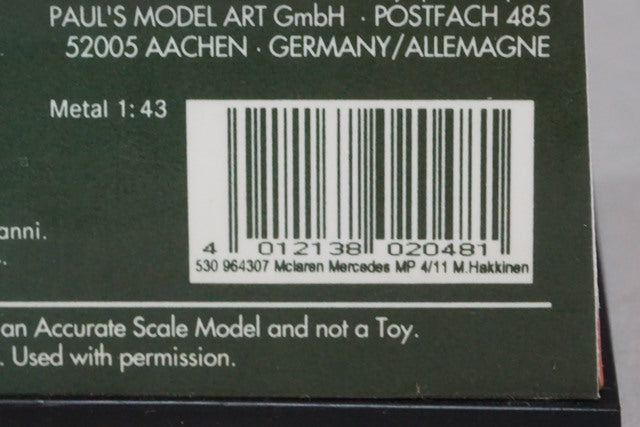 PAUL'S MODEL ART GmbH · POSTFACH 485
52005 AACHEN · GERMANY/ALLEMAGNE
Metal 1:43
anni.
4 012138 020481
530 964307 Mclaren Mercedes MP 4/11 M.Hakkinen
an Accurate Scale Model and not a Toy.
. Used with permission.